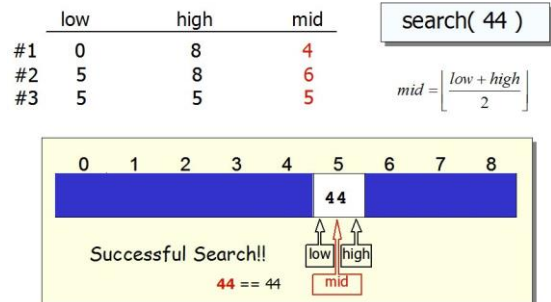 low high mid
#1 0 8 4
#2 5 8 6
#3 5 5 5
search( 44 )
mid = ⌊ low + high / 2 ⌋
0 1 2 3 4 5 6 7 8
44
low high
mid
Successful Search!!
44 == 44